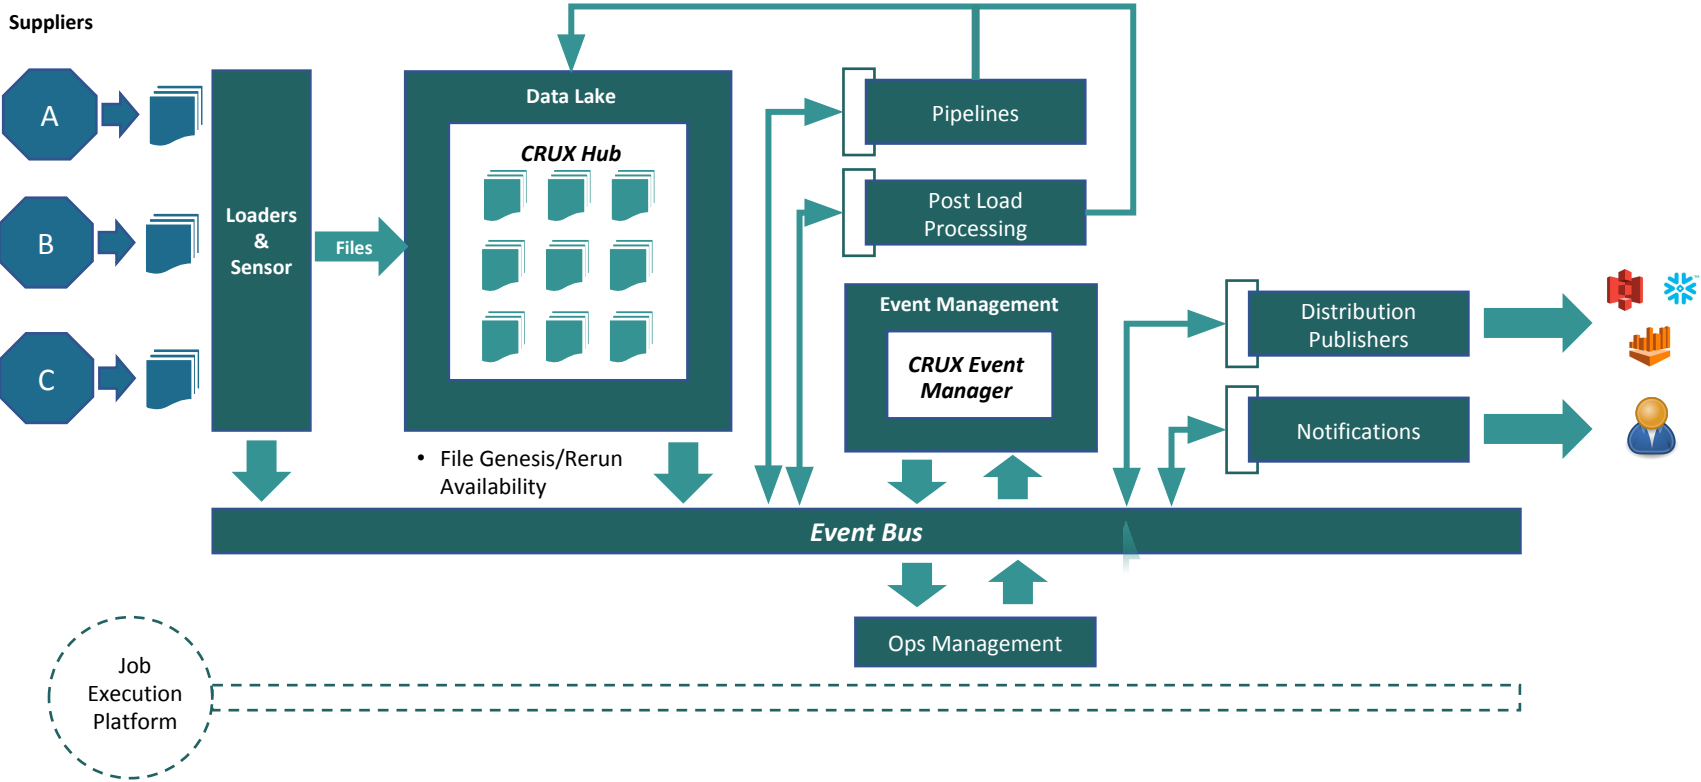 Suppliers
A
B
C
Loaders
&
Sensor
Files
Data Lake
CRUX Hub
• File Genesis/Rerun
Availability
Pipelines
Post Load
Processing
Event Management
CRUX Event
Manager
Distribution
Publishers
Notifications
Event Bus
Ops Management
Job
Execution
Platform